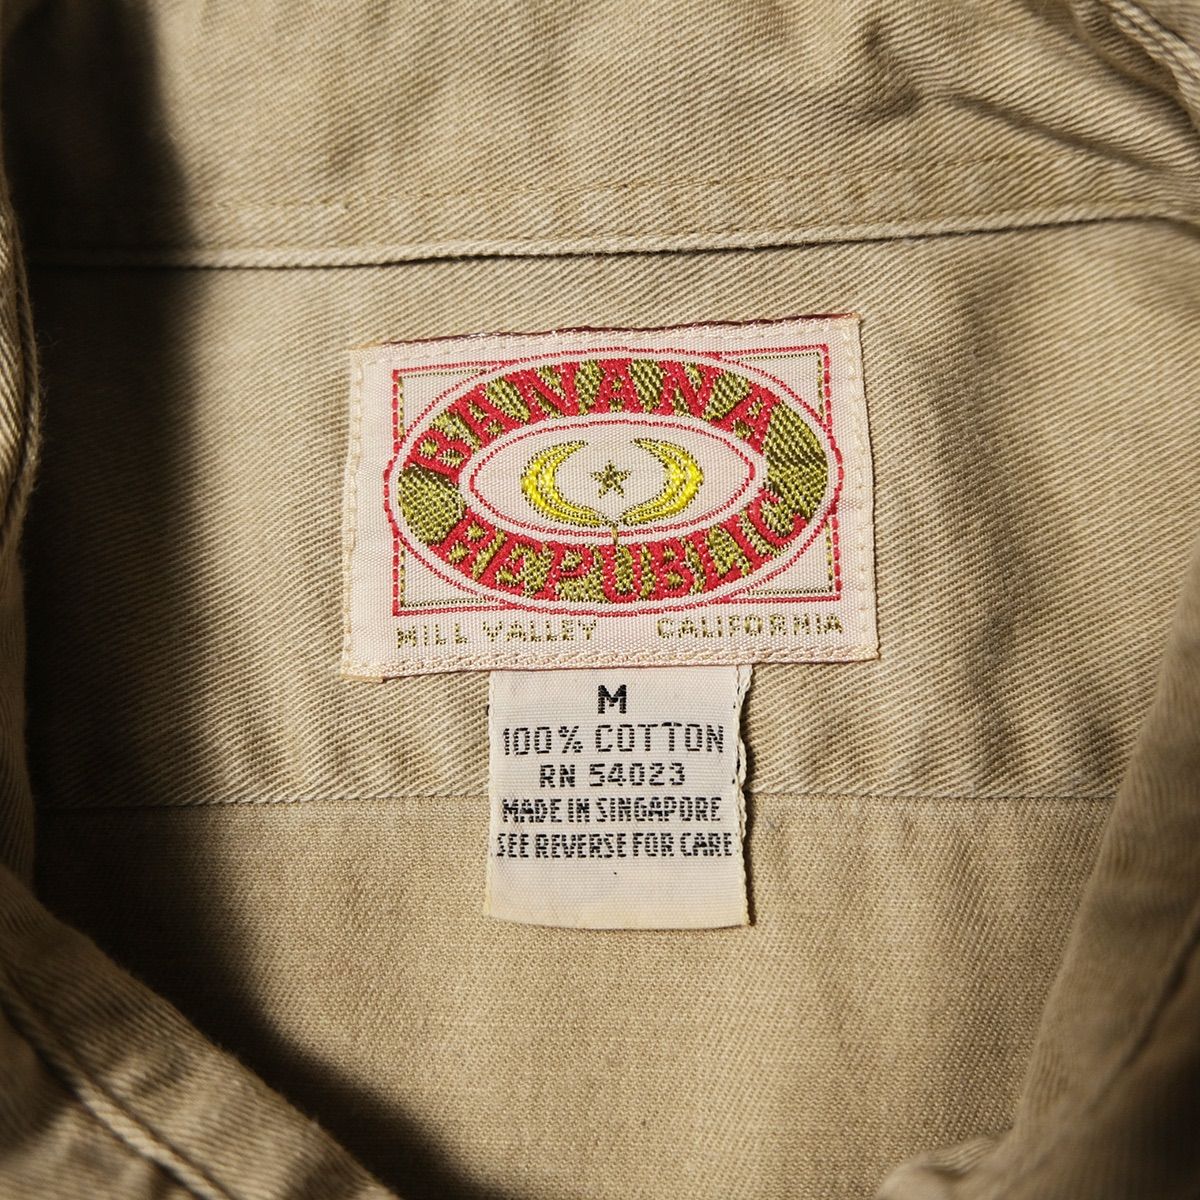 BANANA
REPUBLIC
MILL VALLEY CALIFORNIA
M
100% COTTON
RN 54023
MADE IN SINGAPORE
SEE REVERSE FOR CARE